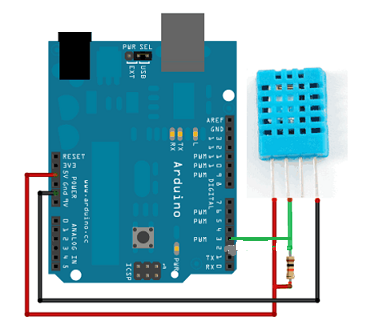 PWR SEL
EXT
USB
RX
TX
L
AREF
GND
13
12
11
10
9
8
PWM
PWM
PWM
RESET
3V3
5V
Gnd
9V
POWER
www.arduino.cc
Arduino
DIGITAL
7
6
5
4
3
2
1
0
PWM
PWM
PWM
TX
RX
0
1
2
3
4
5
ANALOG IN
ICSP
PWR